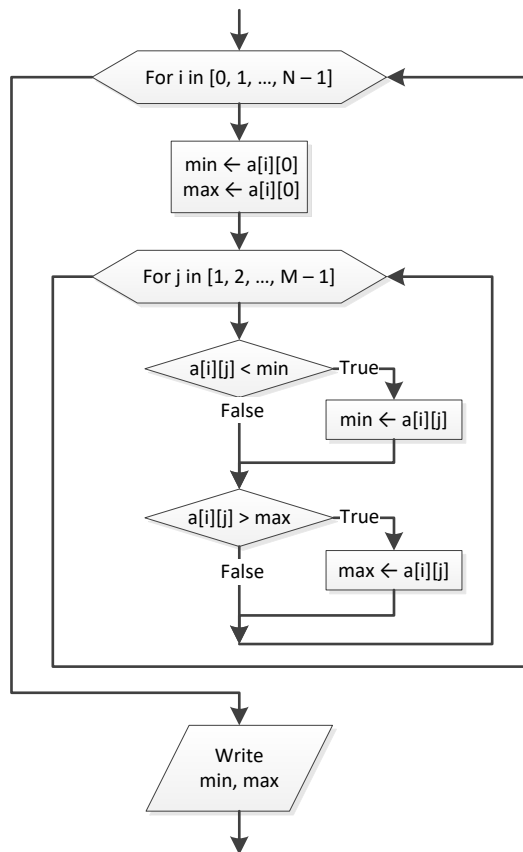 For i in [0, 1, ..., N – 1]
min ← a[i][0]
max ← a[i][0]
For j in [1, 2, ..., M – 1]
a[i][j] < min
True
False
min ← a[i][j]
a[i][j] > max
True
False
max ← a[i][j]
Write
min, max